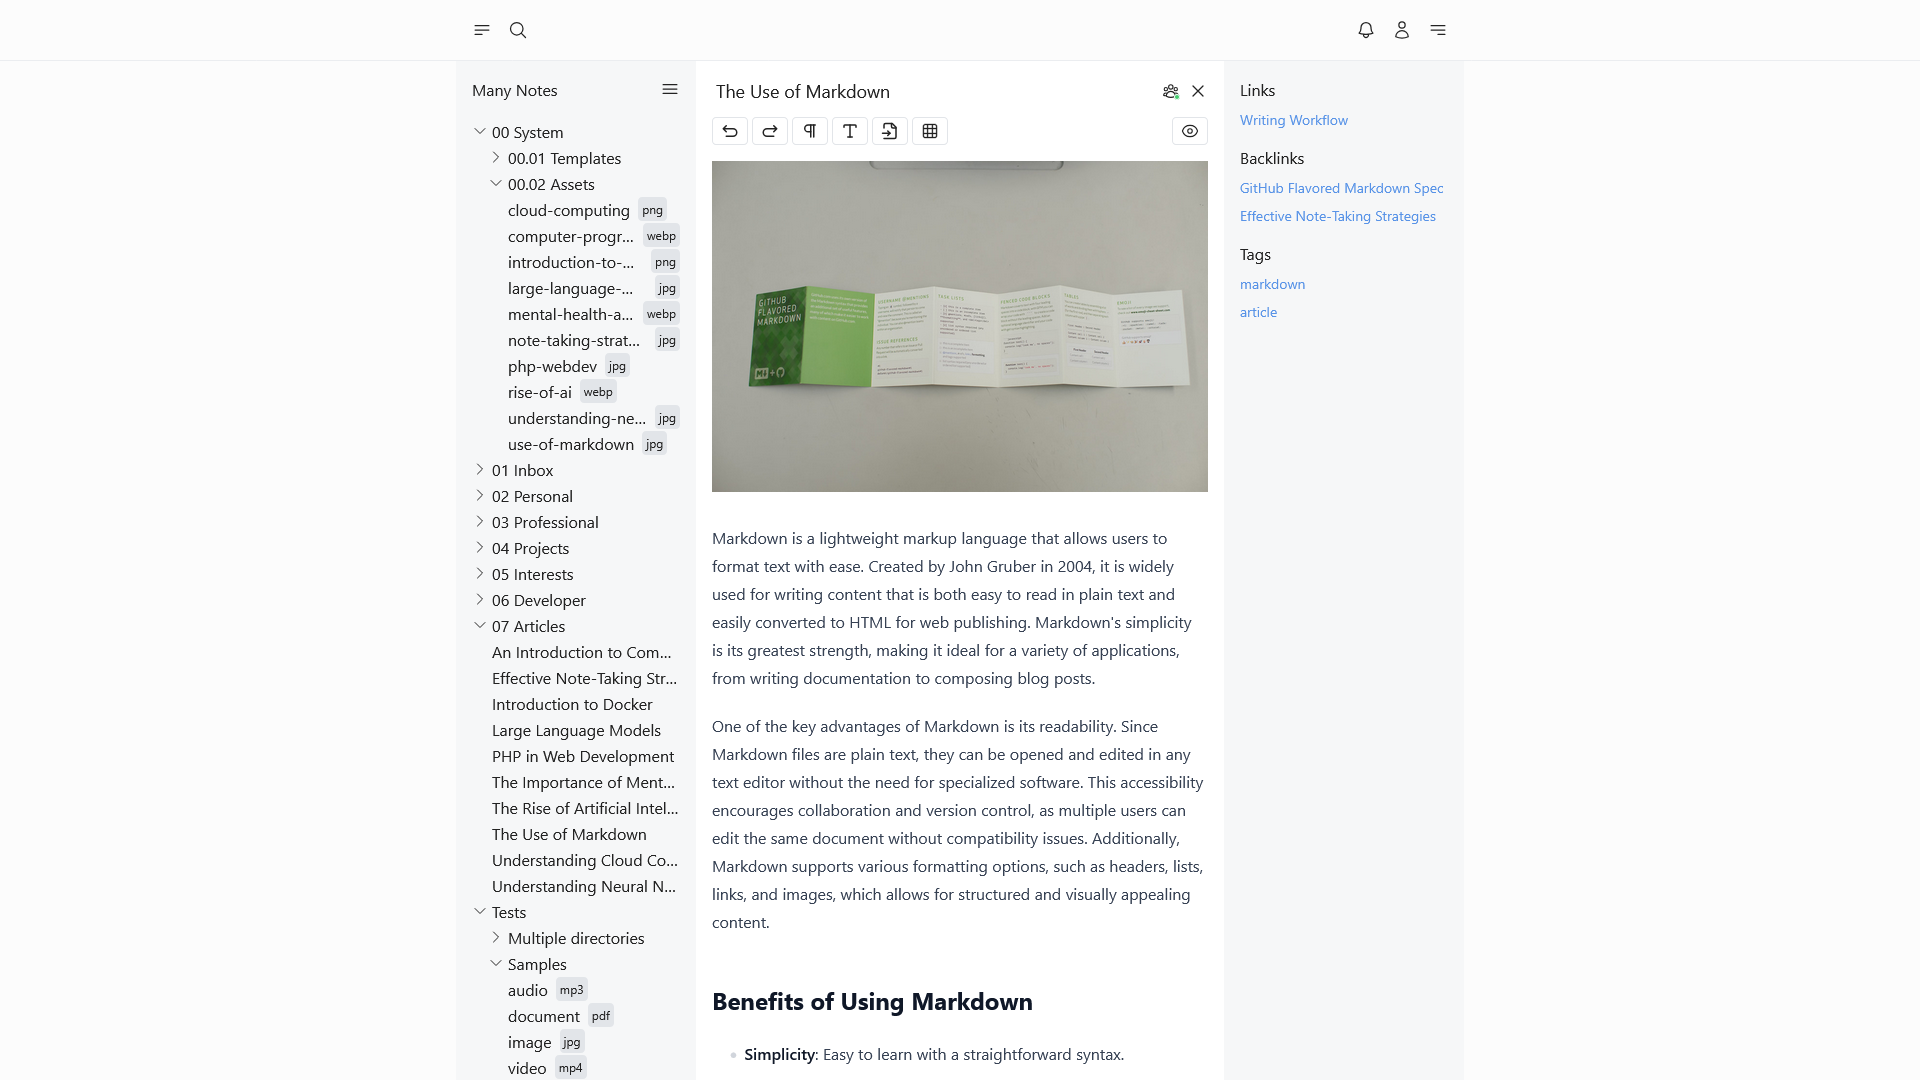 Many Notes
00 System
00.01 Templates
00.02 Assets
cloud-computing png
computer-progr... webp
introduction-to-... png
large-language-... jpg
mental-health-a... webp
note-taking-strat... jpg
php-webdev jpg
rise-of-ai webp
understanding-ne... jpg
use-of-markdown jpg
01 Inbox
02 Personal
03 Professional
04 Projects
05 Interests
06 Developer
07 Articles
An Introduction to Com...
Effective Note-Taking Str...
Introduction to Docker
Large Language Models
PHP in Web Development
The Importance of Ment...
The Rise of Artificial Intel...
The Use of Markdown
Understanding Cloud Co...
Understanding Neural N...
Tests
Multiple directories
Samples
audio mp3
document pdf
image jpg
video mp4
The Use of Markdown
GITHUB
FLAVORED
MARKDOWN
USERNAME @MENTIONS
ISSUE REFERENCES
TASK LISTS
FENCED CODE BLOCKS
TABLES
EMOJI
Markdown is a lightweight markup language that allows users to
format text with ease. Created by John Gruber in 2004, it is widely
used for writing content that is both easy to read in plain text and
easily converted to HTML for web publishing. Markdown's simplicity
is its greatest strength, making it ideal for a variety of applications,
from writing documentation to composing blog posts.
One of the key advantages of Markdown is its readability. Since
Markdown files are plain text, they can be opened and edited in any
text editor without the need for specialized software. This accessibility
encourages collaboration and version control, as multiple users can
edit the same document without compatibility issues. Additionally,
Markdown supports various formatting options, such as headers, lists,
links, and images, which allows for structured and visually appealing
content.
Benefits of Using Markdown
Simplicity: Easy to learn with a straightforward syntax.
Links
Writing Workflow
Backlinks
GitHub Flavored Markdown Spec
Effective Note-Taking Strategies
Tags
markdown
article